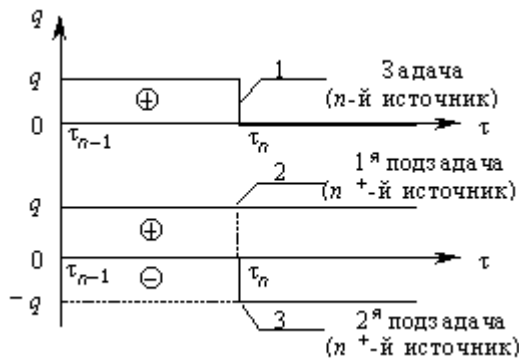 q
q 1 Задача
(n-й источник)
0 τn−1 τn τ
2 1я подзадача
(n +-й источник)
q
0 τn−1 τn τ
−q
3 2я подзадача
(n +-й источник)